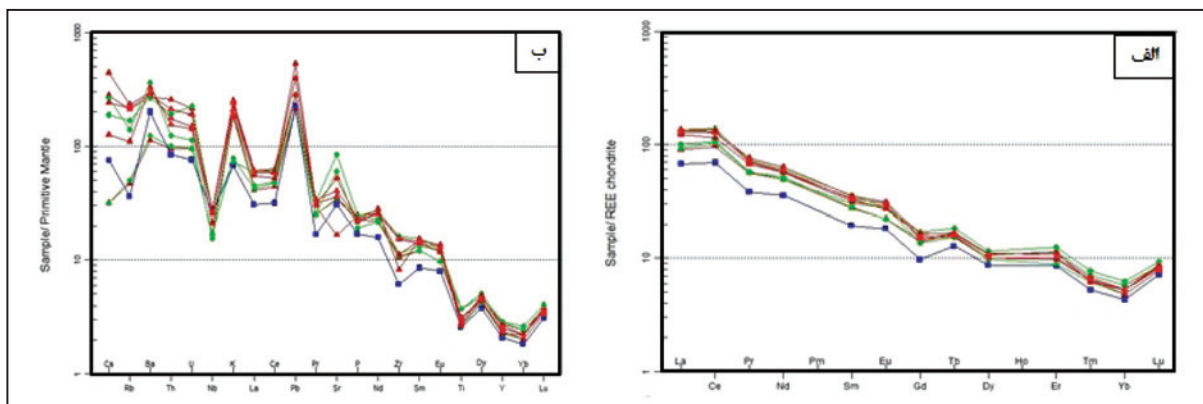 ب
Sample/ Primitive Mantle
1000
100
10
1
Cs Ba U K Ce Pr P Zr Eu Dy Yb
Rb Th Nb La Pb Sr Nd Sm Ti Y Lu
الف
Sample/ REE chondrite
1000
100
10
1
La Pr Pm Eu Tb Ho Tm Lu
Ce Nd Sm Gd Dy Er Yb